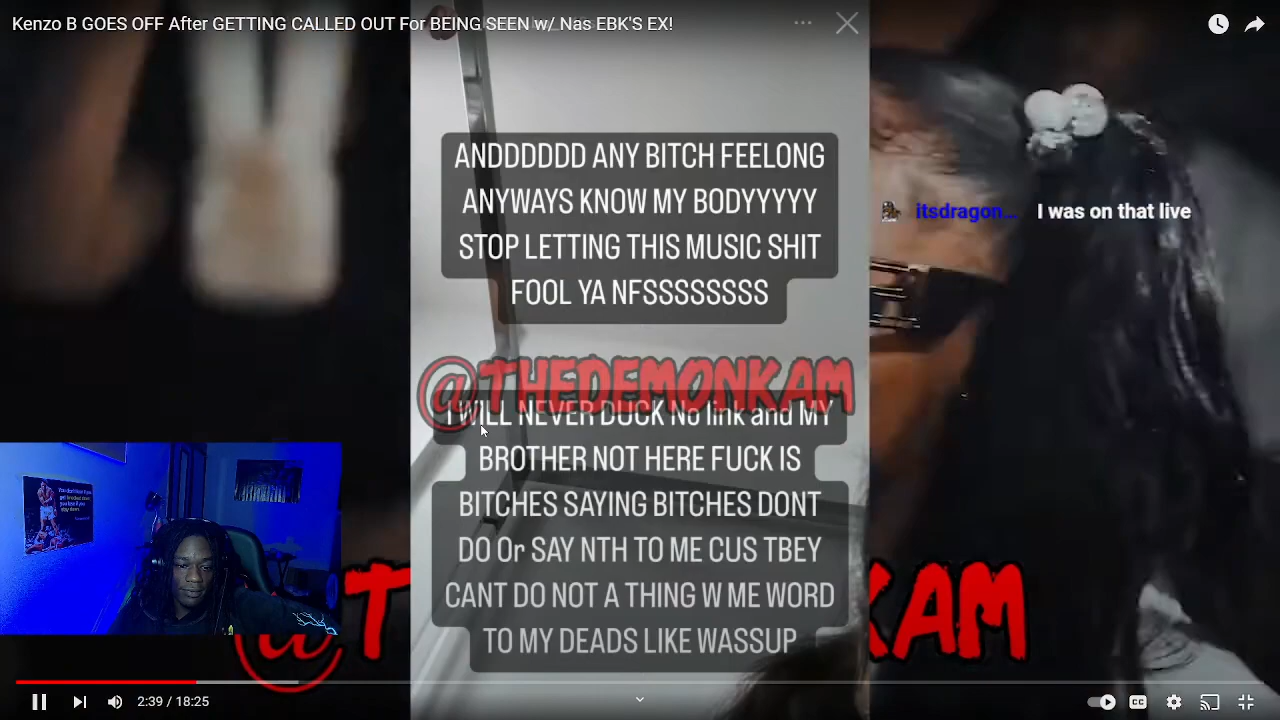 Kenzo B GOES OFF After GETTING CALLED OUT For BEING SEEN w/ Nas EBK'S EX!
ANDDDDDD ANY BITCH FEELONG
ANYWAYS KNOW MY BODYYYYY
STOP LETTING THIS MUSIC SHIT
FOOL YA NFSSSSSSSS
itsdragon... I was on that live
@THEDEMONKAM
I WILL NEVER DUCK No link and MY
BROTHER NOT HERE FUCK IS
BITCHES SAYING BITCHES DONT
DO Or SAY NTH TO ME CUS TBEY
CANT DO NOT A THING W ME WORD
TO MY DEADS LIKE WASSUP
KAM
2:39 / 18:25
CC